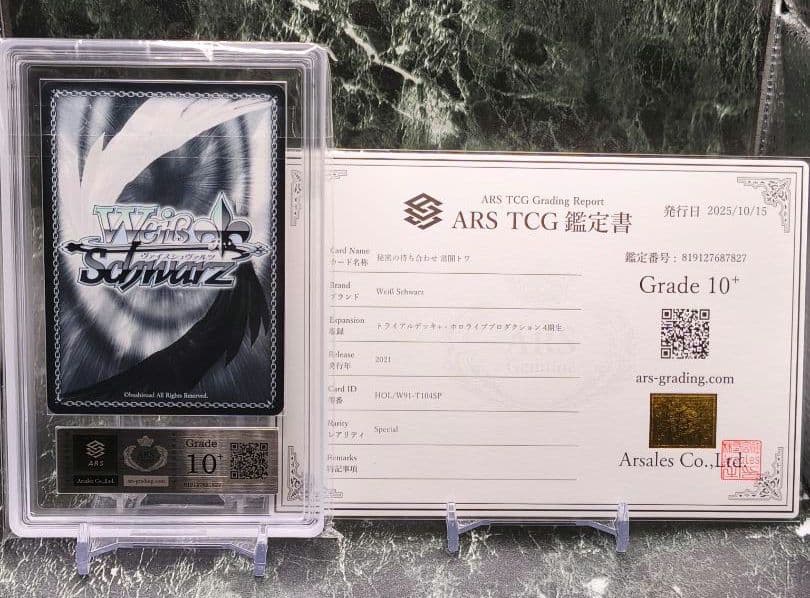 Weiß
ヴァイスシュヴァルツ
Schwarz
©bushiroad All Rights Reserved.
ARS
Arsales Co.,Ltd.
ARS
ars-grading.com
Grade
10+
819127687827
ARS TCG Grading Report
ARS TCG 鑑定書
発行日 2025/10/15
鑑定番号：819127687827
Grade 10+
ars-grading.com
Arsales Co.,Ltd.
Card Name
カード名称 秘密の待ち合わせ 常闇トワ
Brand
ブランド Weiß Schwarz
Expansion
収録 トライアルデッキ+ ホロライブプロダクション 4期生
Release
発行年 2021
Card ID
型番 HOL/W91-T104SP
Rarity
レアリティ Special
Remarks
特記事項